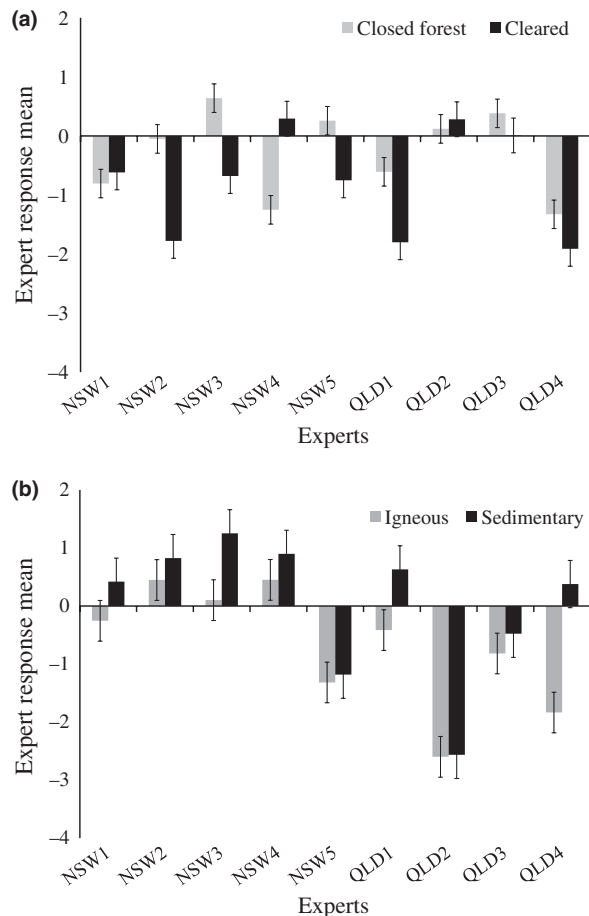 (a)
2
Closed forest Cleared
1
0
–1
–2
–3
–4
Expert response mean
NSW1 NSW2 NSW3 NSW4 NSW5 QLD1 QLD2 QLD3 QLD4
Experts
(b)
2
Igneous Sedimentary
1
0
–1
–2
–3
–4
Expert response mean
NSW1 NSW2 NSW3 NSW4 NSW5 QLD1 QLD2 QLD3 QLD4
Experts